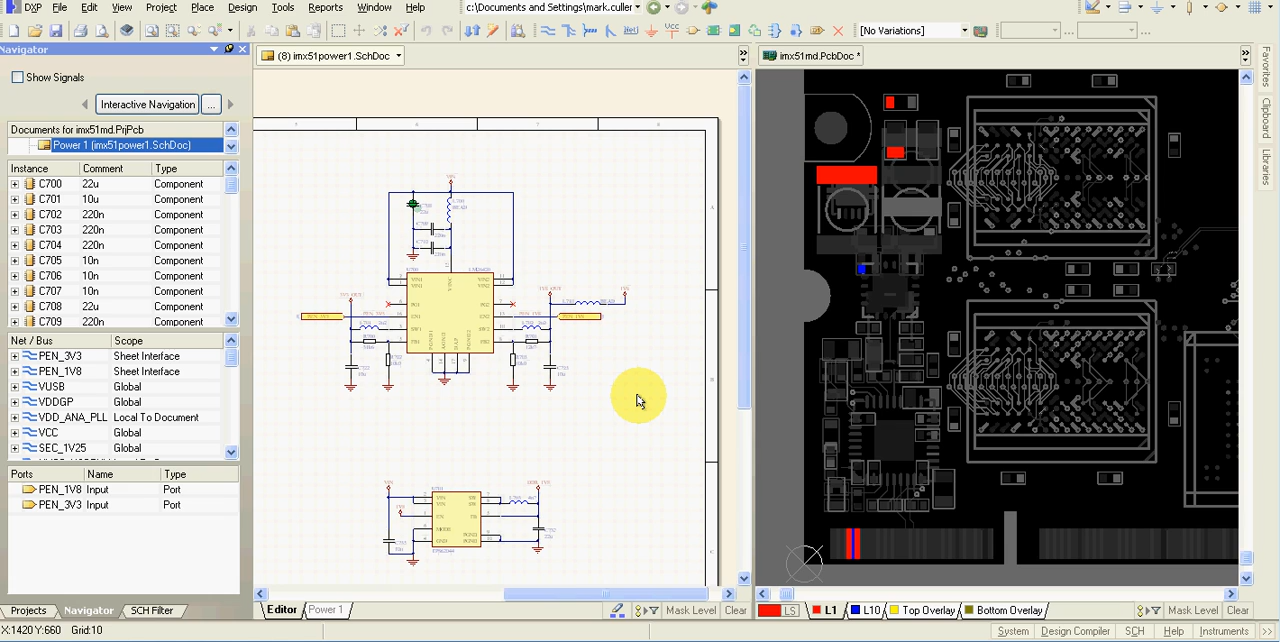 DXP File Edit View Project Place Design Tools Reports Window Help c:\Documents and Settings\mark.culler
[No Variations]
Navigator
(8) imx51power1.SchDoc
imx51md.PcbDoc *
Show Signals
Interactive Navigation ...
Documents for imx51md.PrjPcb
Power 1 (imx51power1.SchDoc)
Instance Comment Type
C700 22u Component
C701 10u Component
C702 220n Component
C703 220n Component
C704 220n Component
C705 10n Component
C706 10n Component
C707 10n Component
C708 22u Component
C709 220n Component
Net / Bus Scope
PEN_3V3 Sheet Interface
PEN_1V8 Sheet Interface
VUSB Global
VDDGP Global
VDD_ANA_PLL Local To Document
VCC Global
SEC_1V25 Global
Ports Name Type
PEN_1V8 Input Port
PEN_3V3 Input Port
Favorites
Clipboard
Libraries
Projects Navigator SCH Filter
Editor Power 1
Mask Level Clear
LS L1 L10 Top Overlay Bottom Overlay
Mask Level Clear
X:1420 Y:660 Grid:10
System Design Compiler SCH Help Instruments >>